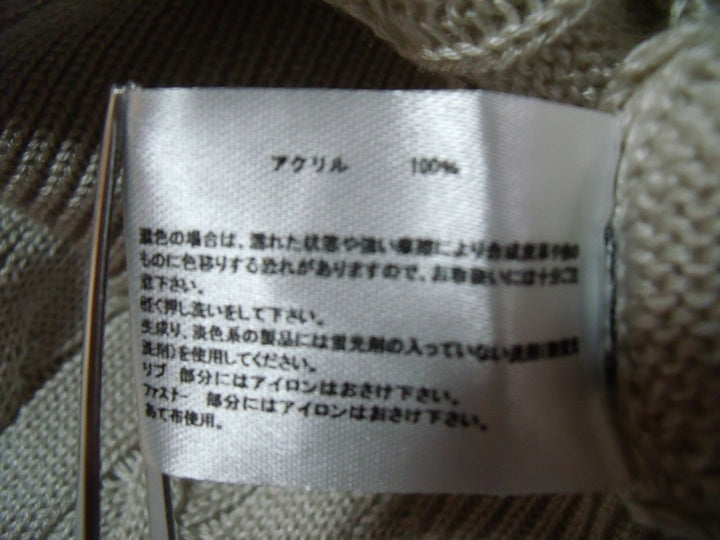 アクリル 100%
濃色の場合は、濡れた状態や強い摩擦により合成皮革や他の
ものに色移りする恐れがありますので、お取扱いには十分ご注
意下さい。
軽く押し洗いをして下さい。
生成り、淡色系の製品には蛍光剤の入っていない洗剤
洗剤)を使用してください。
リブ 部分にはアイロンはおさけ下さい。
ファスナー 部分にはアイロンはおさけ下さい。
あて布使用。